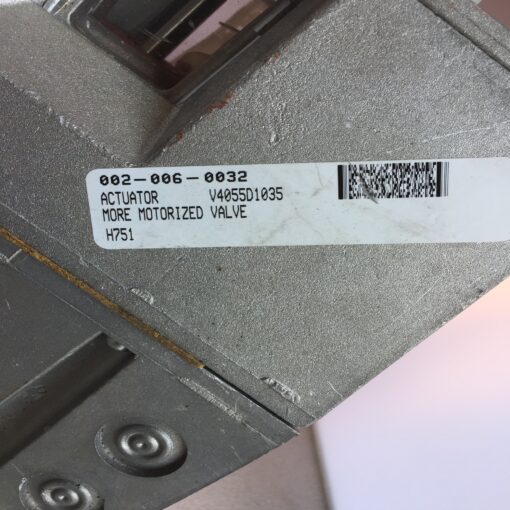 002-006-0032
ACTUATOR V4055D1035
MORE MOTORIZED VALVE
H751